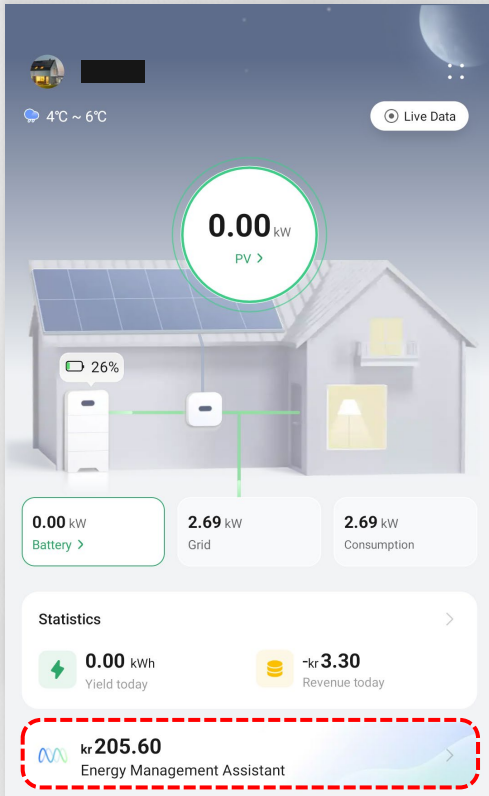 4℃ ~ 6℃
Live Data
0.00 kW
PV >
26%
0.00 kW
Battery >
2.69 kW
Grid
2.69 kW
Consumption
Statistics
0.00 kWh
Yield today
-kr 3.30
Revenue today
kr 205.60
Energy Management Assistant